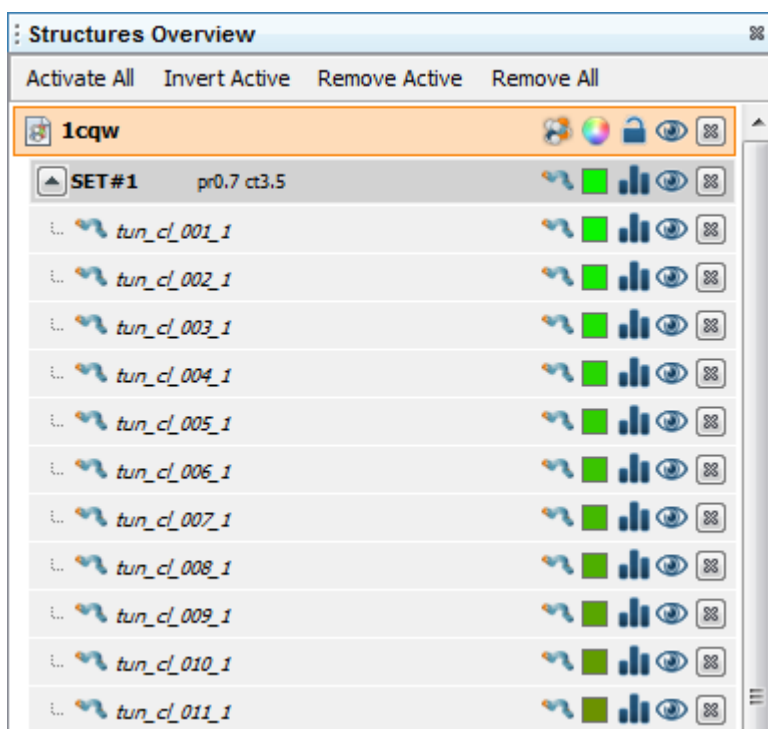 Structures Overview
Activate All Invert Active Remove Active Remove All
1cqw
SET#1 pr0.7 ct3.5
tun_cl_001_1
tun_cl_002_1
tun_cl_003_1
tun_cl_004_1
tun_cl_005_1
tun_cl_006_1
tun_cl_007_1
tun_cl_008_1
tun_cl_009_1
tun_cl_010_1
tun_cl_011_1